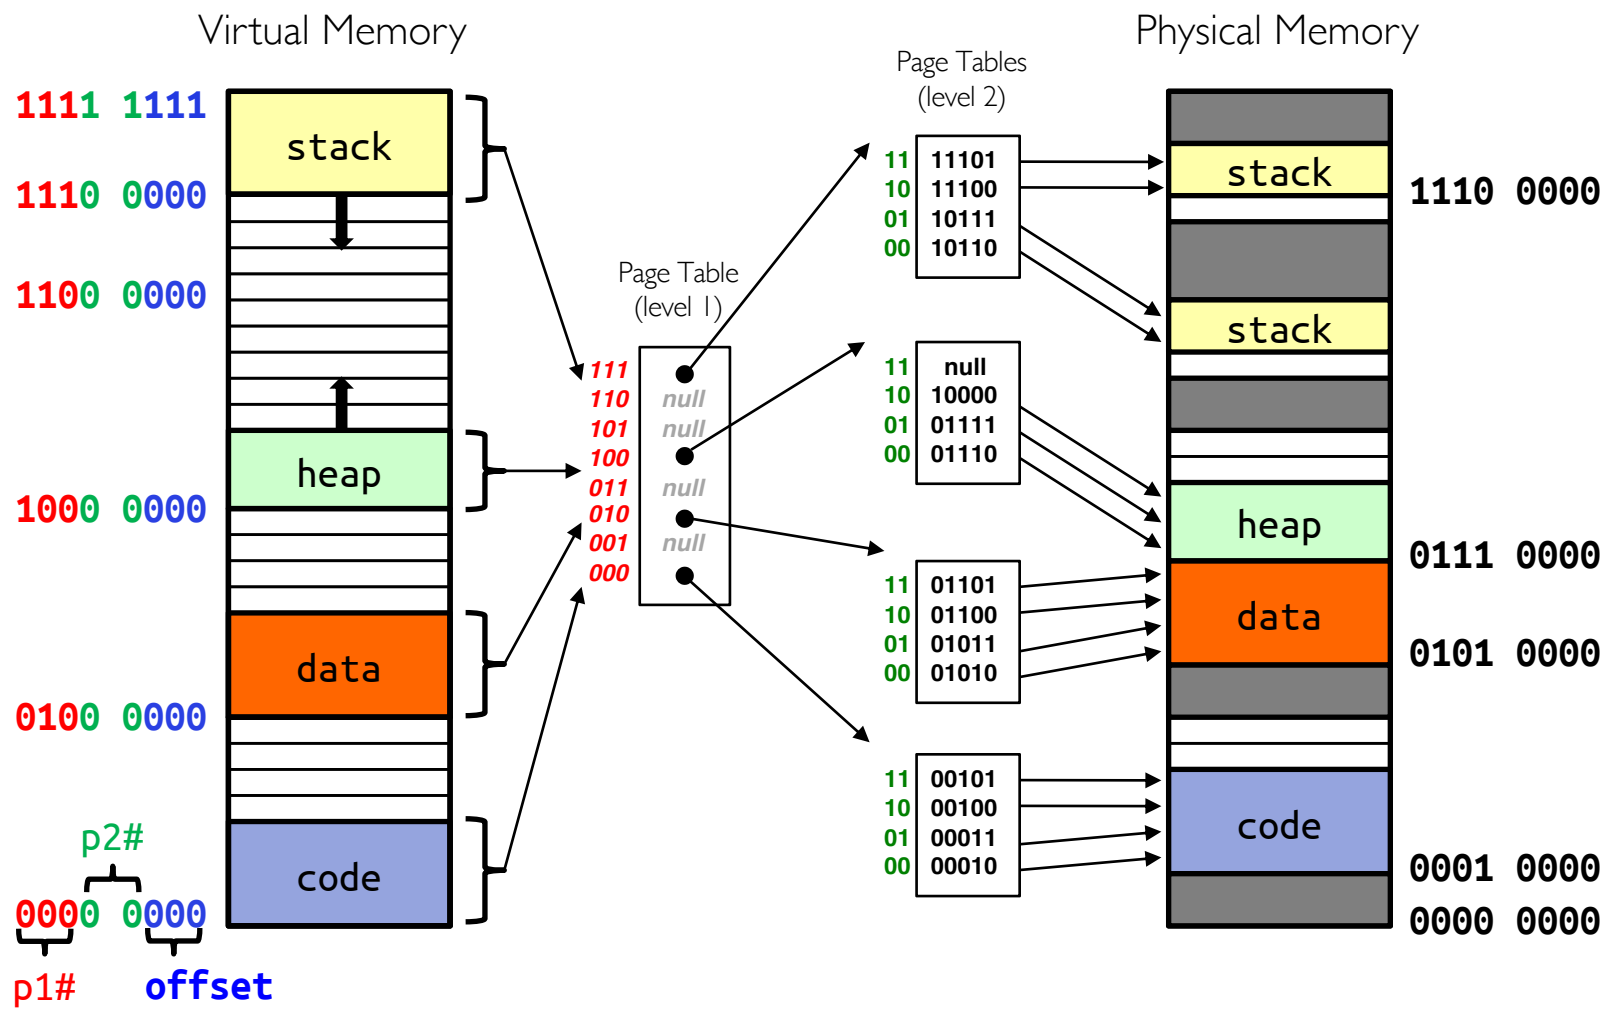 Virtual Memory
Physical Memory
Page Tables
(level 2)
1111 1111
stack
1110 0000
1100 0000
heap
1000 0000
data
0100 0000
p2#
code
0000 0000
p1#
offset
Page Table
(level 1)
111
110 null
101 null
100
011 null
010
001 null
000
11 11101
10 11100
01 10111
00 10110
11 null
10 10000
01 01111
00 01110
11 01101
10 01100
01 01011
00 01010
11 00101
10 00100
01 00011
00 00010
stack
1110 0000
stack
heap
0111 0000
data
0101 0000
code
0001 0000
0000 0000